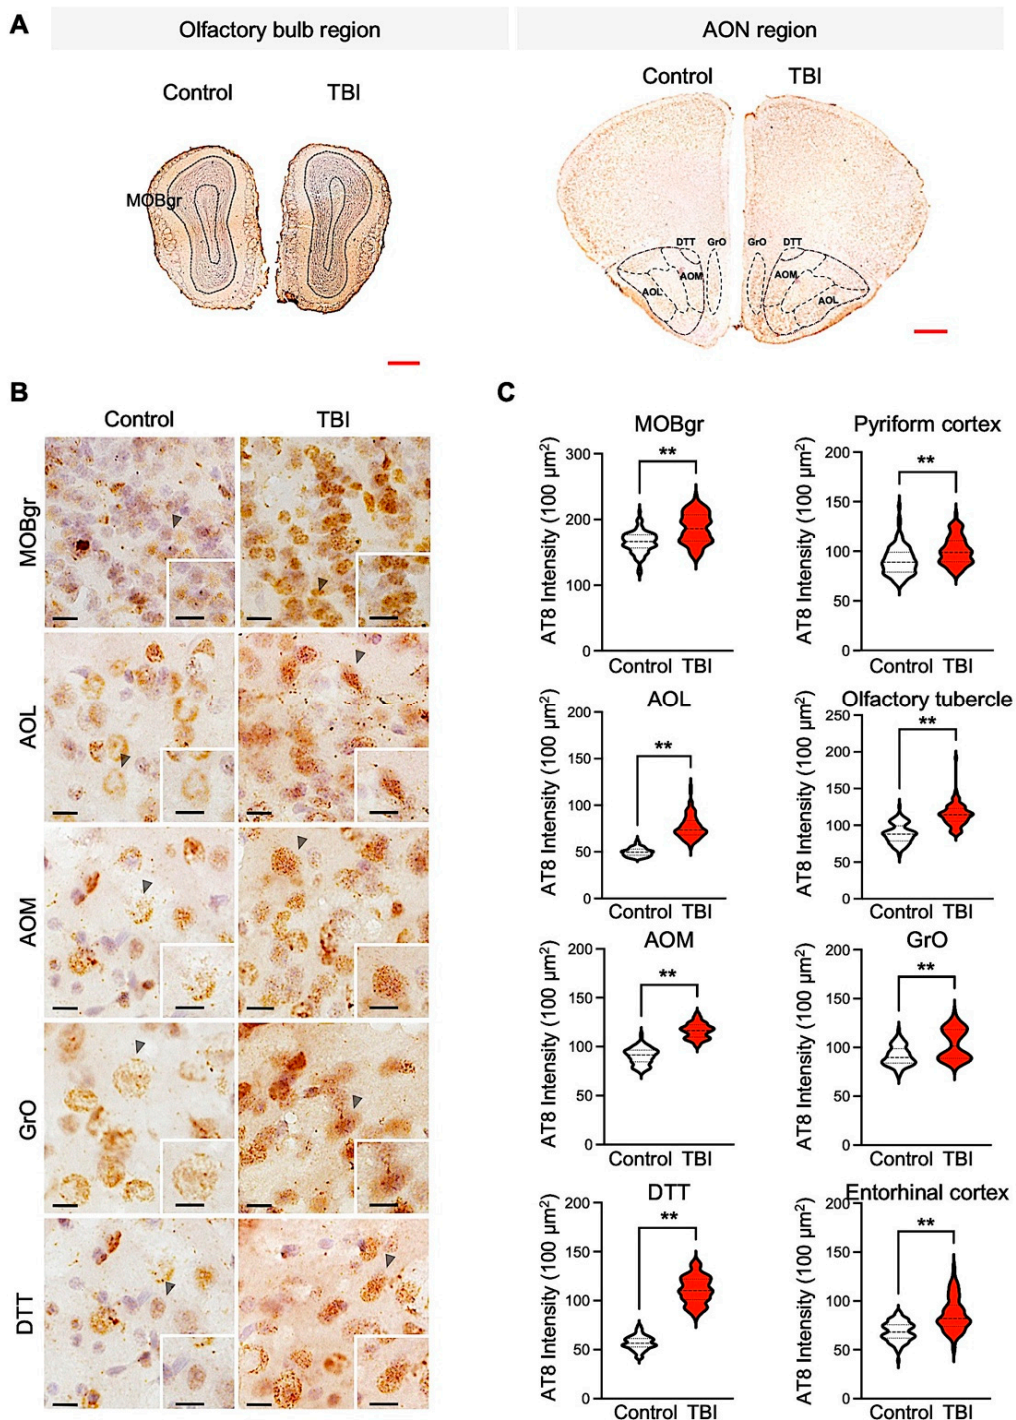 A
Olfactory bulb region
AON region
Control
TBI
Control
TBI
MOBgr
DTT
GrO
GrO
DTT
AOM
AOM
AOL
AOL
B
Control
TBI
MOBgr
AOL
AOM
GrO
DTT
C
MOBgr
AT8 Intensity (100 µm²)
300
200
100
0
**
Control TBI
Pyriform cortex
AT8 Intensity (100 µm²)
200
150
100
50
0
**
Control TBI
AOL
AT8 Intensity (100 µm²)
200
150
100
50
0
**
Control TBI
Olfactory tubercle
AT8 Intensity (100 µm²)
250
200
150
100
50
0
**
Control TBI
AOM
AT8 Intensity (100 µm²)
200
150
100
50
0
**
Control TBI
GrO
AT8 Intensity (100 µm²)
200
150
100
50
0
**
Control TBI
DTT
AT8 Intensity (100 µm²)
200
150
100
50
0
**
Control TBI
Entorhinal cortex
AT8 Intensity (100 µm²)
200
150
100
50
0
**
Control TBI